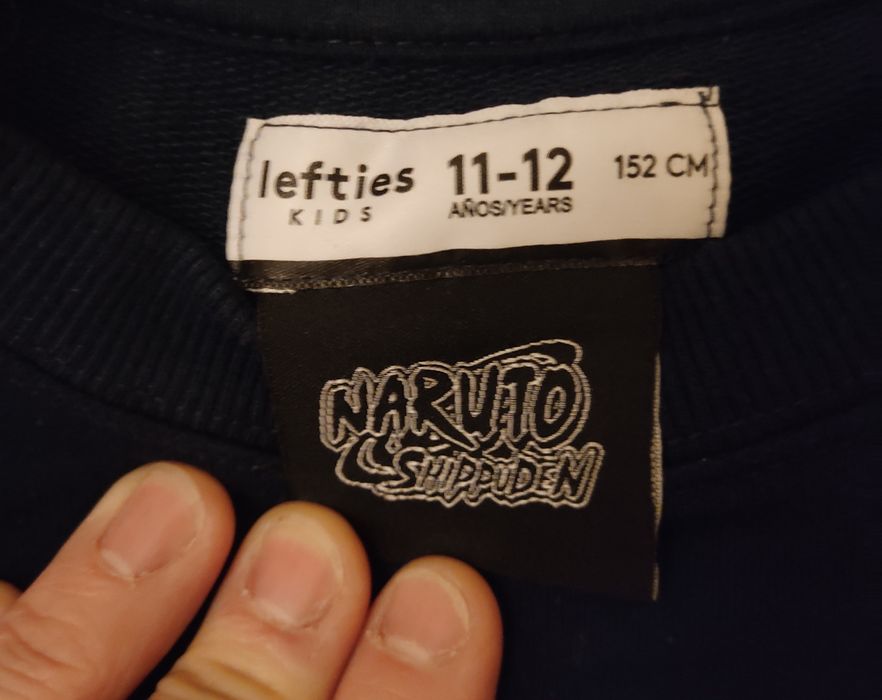 lefties 11-12 152 CM
KIDS AÑOS/YEARS
NARUTO
SHIPPUDEN